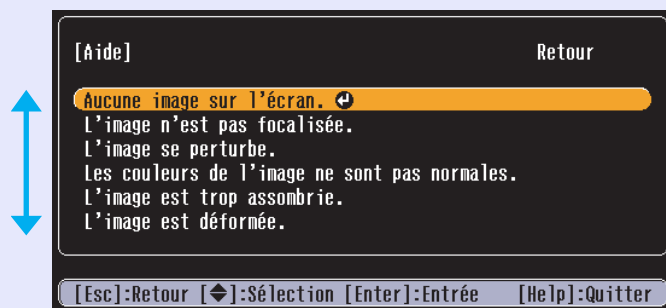 [Aide] Retour
Aucune image sur l'écran.
L'image n'est pas focalisée.
L'image se perturbe.
Les couleurs de l'image ne sont pas normales.
L'image est trop assombrie.
L'image est déformée.
[Esc]:Retour [◆]:Sélection [Enter]:Entrée [Help]:Quitter